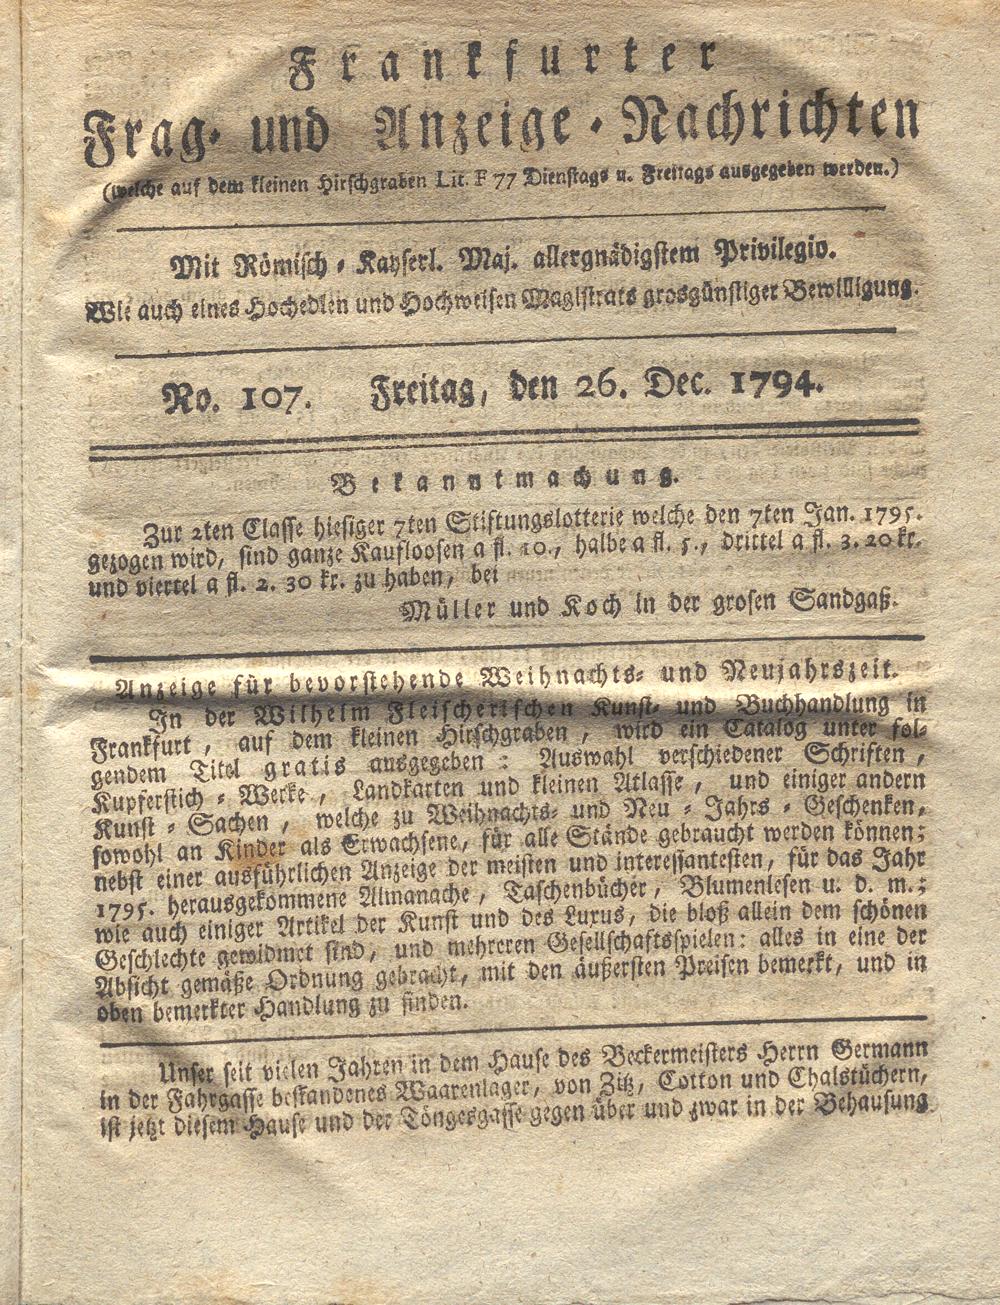 Frankfurter
Frag- und Anzeige-Nachrichten
(welche auf dem kleinen Hirschgraben Lit. F 77 Dienstags u. Freitags ausgegeben werden.)
Mit Römisch-Kayserl. Maj. allergnädigstem Privilegio.
Wie auch eines Hochedlen und Hochweisen Magistrats grosgünstiger Bewilligung.
No. 107. Freitag, den 26. Dec. 1794.
Bekanntmachung.
Zur 2ten Classe hiesiger 7ten Stiftungslotterie welche den 7ten Jan. 1795.
gezogen wird, sind ganze Kaufloosen a fl. 10., halbe a fl. 5., drittel a fl. 3. 20 kr.
und viertel a fl. 2. 30 kr. zu haben, bei
Müller und Koch in der grosen Sandgaß.
Anzeige für bevorstehende Weihnachts- und Neujahrszeit.
In der Wilhelm Fleischerischen Kunst- und Buchhandlung in
Frankfurt, auf dem kleinen Hirschgraben, wird ein Catalog unter fol-
gendem Titel gratis ausgegeben: Auswahl verschiedener Schriften,
Kupferstich-Werke, Landkarten und kleinen Atlasse, und einiger andern
Kunst-Sachen, welche zu Weihnachts- und Neu-Jahrs-Geschenken,
sowohl an Kinder als Erwachsene, für alle Stände gebraucht werden können;
nebst einer ausführlichen Anzeige der meisten und interessantesten, für das Jahr
1795. herausgekommene Almanache, Taschenbücher, Blumenlesen u. d. m.;
wie auch einiger Artikel der Kunst und des Luxus, die bloß allein dem schönen
Geschlechte gewidmet sind, und mehreren Gesellschaftsspielen: alles in eine der
Absicht gemäße Ordnung gebracht, mit den äußersten Preisen bemerkt, und in
oben bemerkter Handlung zu finden.
Unser seit vielen Jahren in dem Hause des Beckermeisters Herrn Germann
in der Fahrgasse bestandenes Waarenlager, von Zitz, Cotton und Chalstüchern,
ist jetzt diesem Hause und der Töngesgasse gegen über und zwar in der Behausung